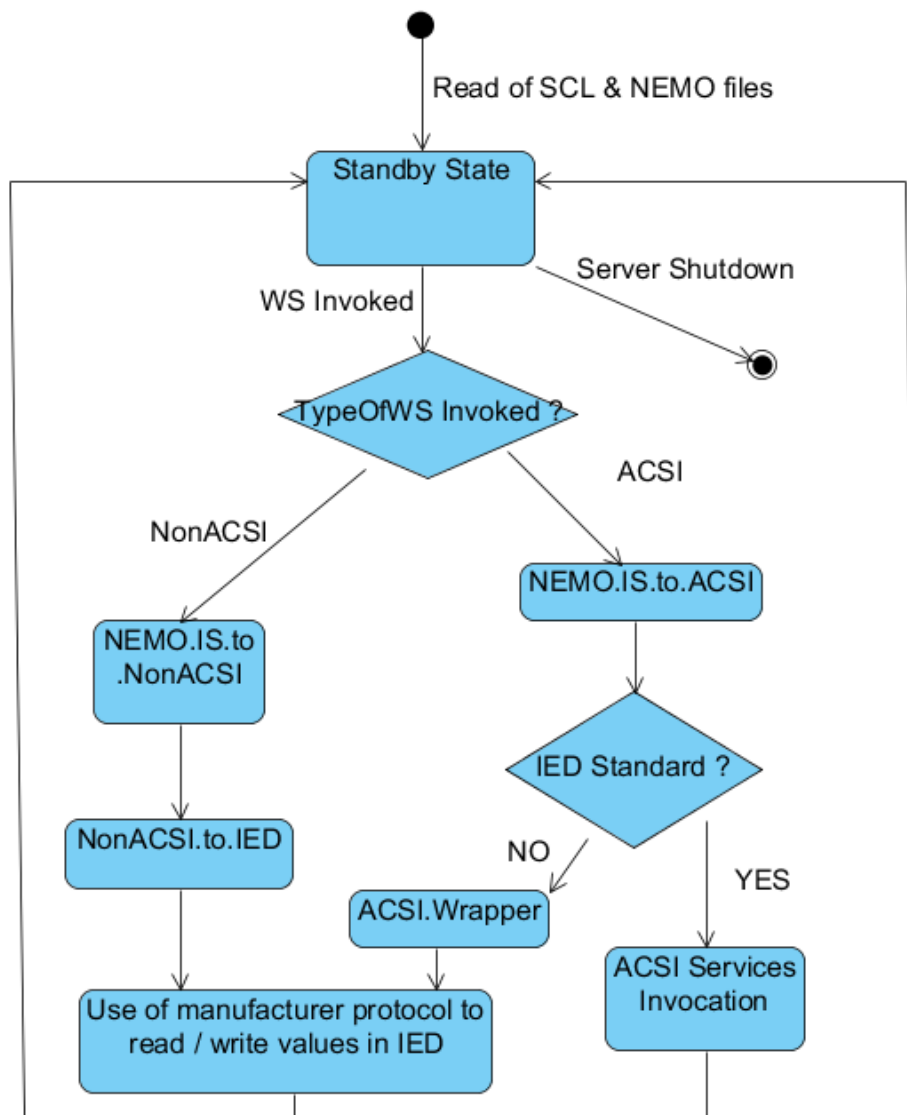 Read of SCL & NEMO files
Standby State
Server Shutdown
WS Invoked
TypeOfWS Invoked ?
ACSI
NonACSI
NEMO.IS.to.ACSI
NEMO.IS.to
.NonACSI
IED Standard ?
NonACSI.to.IED
NO
YES
ACSI.Wrapper
ACSI Services
Invocation
Use of manufacturer protocol to
read / write values in IED